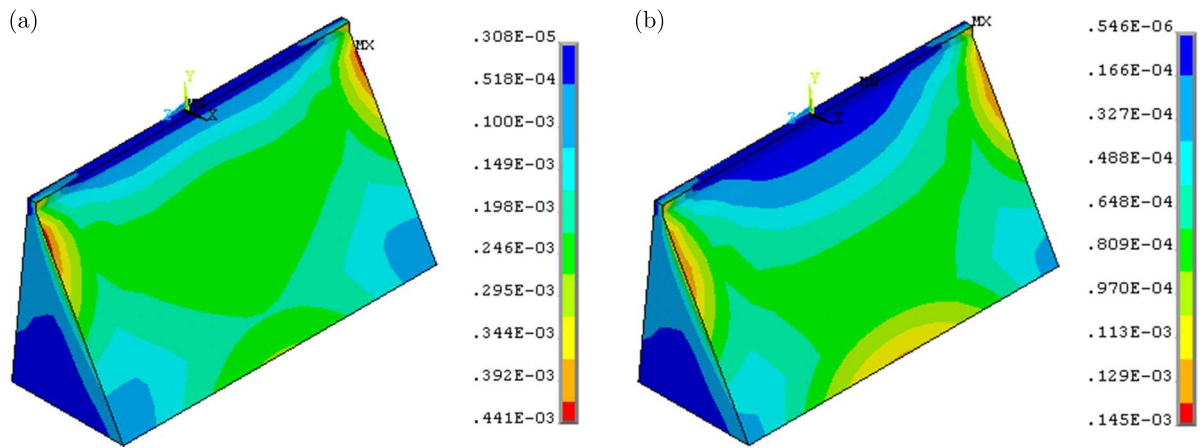 (a)
MX
Y
Z
X
.308E-05
.518E-04
.100E-03
.149E-03
.198E-03
.246E-03
.295E-03
.344E-03
.392E-03
.441E-03
(b)
MX
Y
Z
X
.546E-06
.166E-04
.327E-04
.488E-04
.648E-04
.809E-04
.970E-04
.113E-03
.129E-03
.145E-03